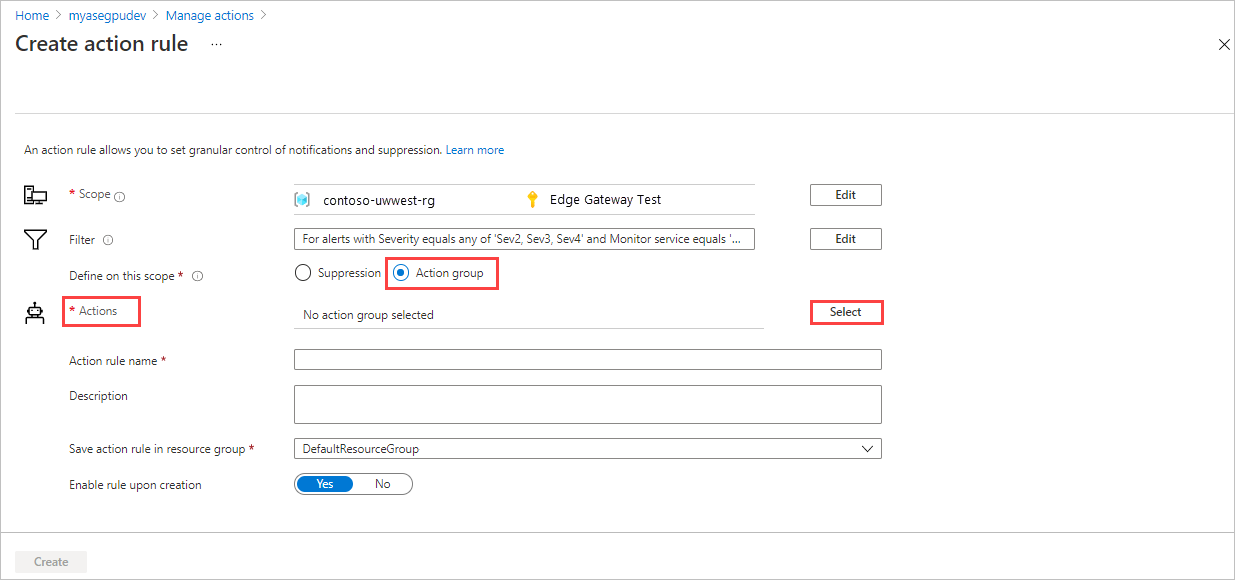 Home > myasegpudev > Manage actions >
Create action rule ...
An action rule allows you to set granular control of notifications and suppression. Learn more
* Scope
contoso-uwwest-rg Edge Gateway Test Edit
Filter
For alerts with Severity equals any of 'Sev2, Sev3, Sev4' and Monitor service equals '... Edit
Define on this scope *
Suppression Action group
* Actions
No action group selected Select
Action rule name *
Description
Save action rule in resource group * DefaultResourceGroup
Enable rule upon creation Yes No
Create